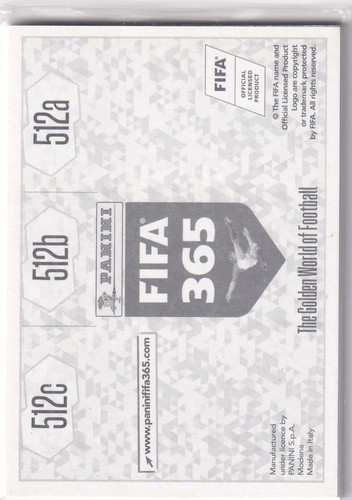 512a
512b
512c
FIFA®
OFFICIAL
LICENSED
PRODUCT
© The FIFA name and
Official Licensed Product
Logo are copyright
or trademark protected
by FIFA. All rights reserved.
PANINI
FIFA®
365
The Golden World of Football
www.paninififa365.com
Manufactured
under licence by
PANINI S.p.A.
Modena
Made in Italy